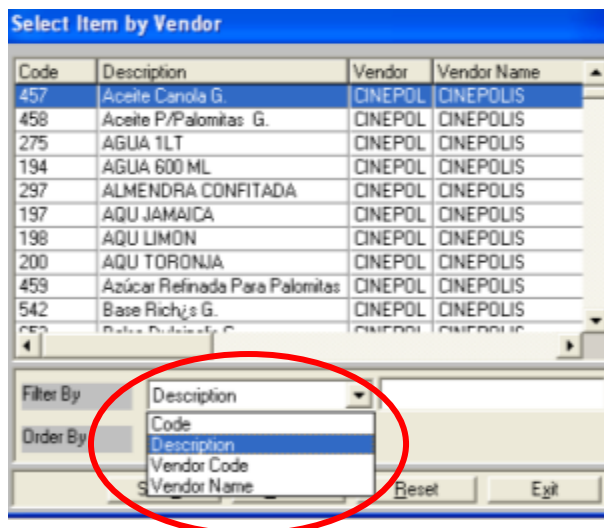 Select Item by Vendor
Code Description Vendor Vendor Name
457 Aceite Canola G. CINEPOL CINEPOLIS
458 Aceite P/Palomitas G. CINEPOL CINEPOLIS
275 AGUA 1LT CINEPOL CINEPOLIS
194 AGUA 600 ML CINEPOL CINEPOLIS
297 ALMENDRA CONFITADA CINEPOL CINEPOLIS
197 AQU JAMAICA CINEPOL CINEPOLIS
198 AQU LIMON CINEPOL CINEPOLIS
200 AQU TORONJA CINEPOL CINEPOLIS
459 Azúcar Refinada Para Palomitas CINEPOL CINEPOLIS
542 Base Rich¿s G. CINEPOL CINEPOLIS
CINEPOL CINEPOLIS
Filter By Description
Code
Order By Description
Vendor Code
Vendor Name
Reset Exit